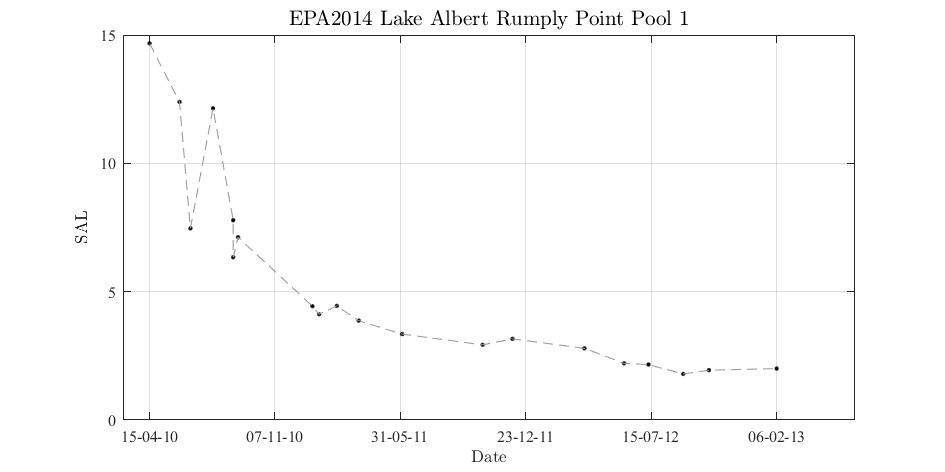 EPA2014 Lake Albert Rumply Point Pool 1
15
10
5
0
SAL
15-04-10 07-11-10 31-05-11 23-12-11 15-07-12 06-02-13
Date